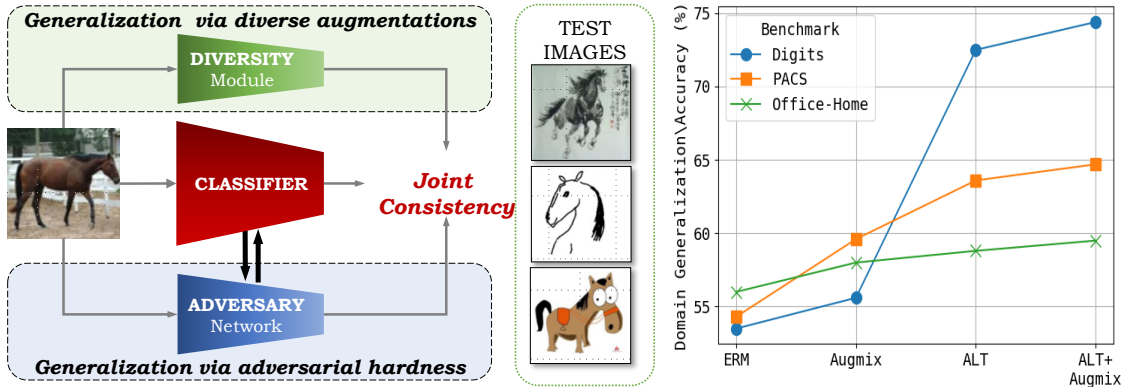 Generalization via diverse augmentations
DIVERSITY
Module
CLASSIFIER
Joint
Consistency
ADVERSARY
Network
Generalization via adversarial hardness
TEST
IMAGES
Domain Generalization\Accuracy (%)
75
70
65
60
55
Benchmark
Digits
PACS
Office-Home
ERM
Augmix
ALT
ALT+
Augmix